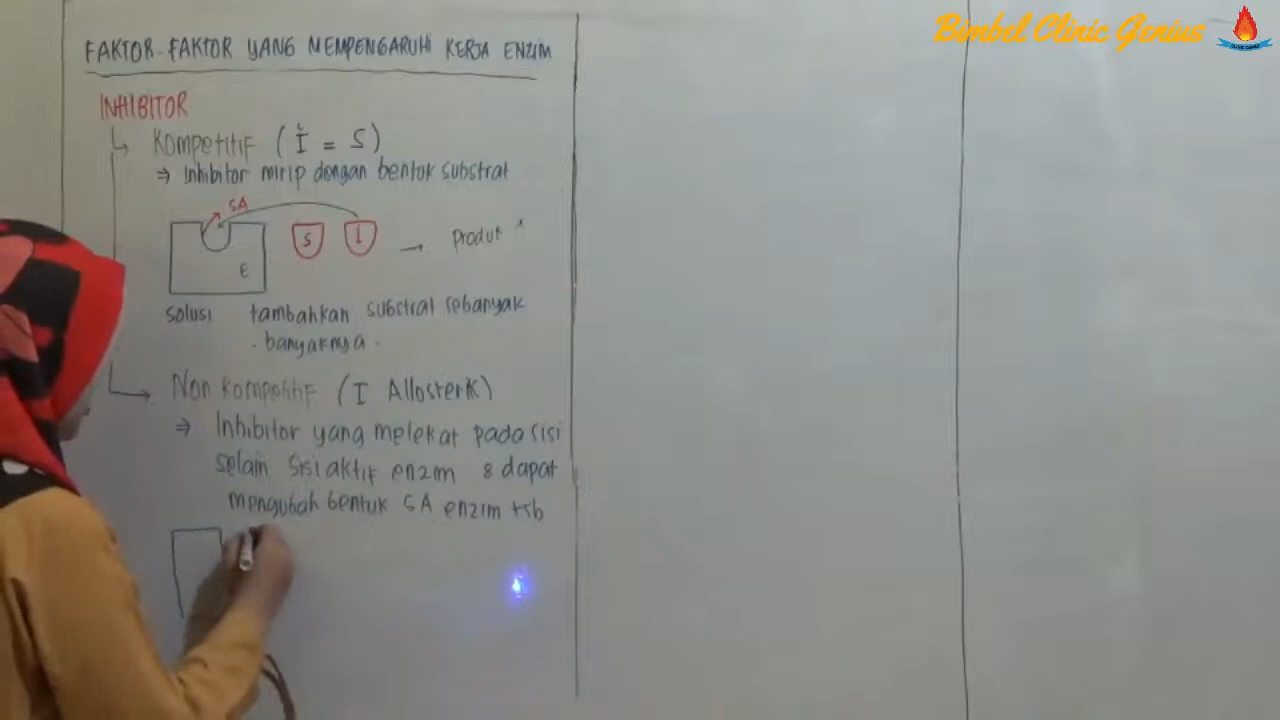 Bimbel Clinic Genius
FAKTOR-FAKTOR YANG MEMPENGARUHI KERJA ENZIM
INHIBITOR
Kompetitif (I = S)
⇒ Inhibitor mirip dengan bentuk substrat
SA
S I → Produk x
E
solusi tambahkan substrat sebanyak
- banyaknya -
Non Kompetitif (I Allosterik)
⇒ Inhibitor yang melekat pada sisi
selain sisi aktif enzim & dapat
mengubah bentuk SA enzim tsb